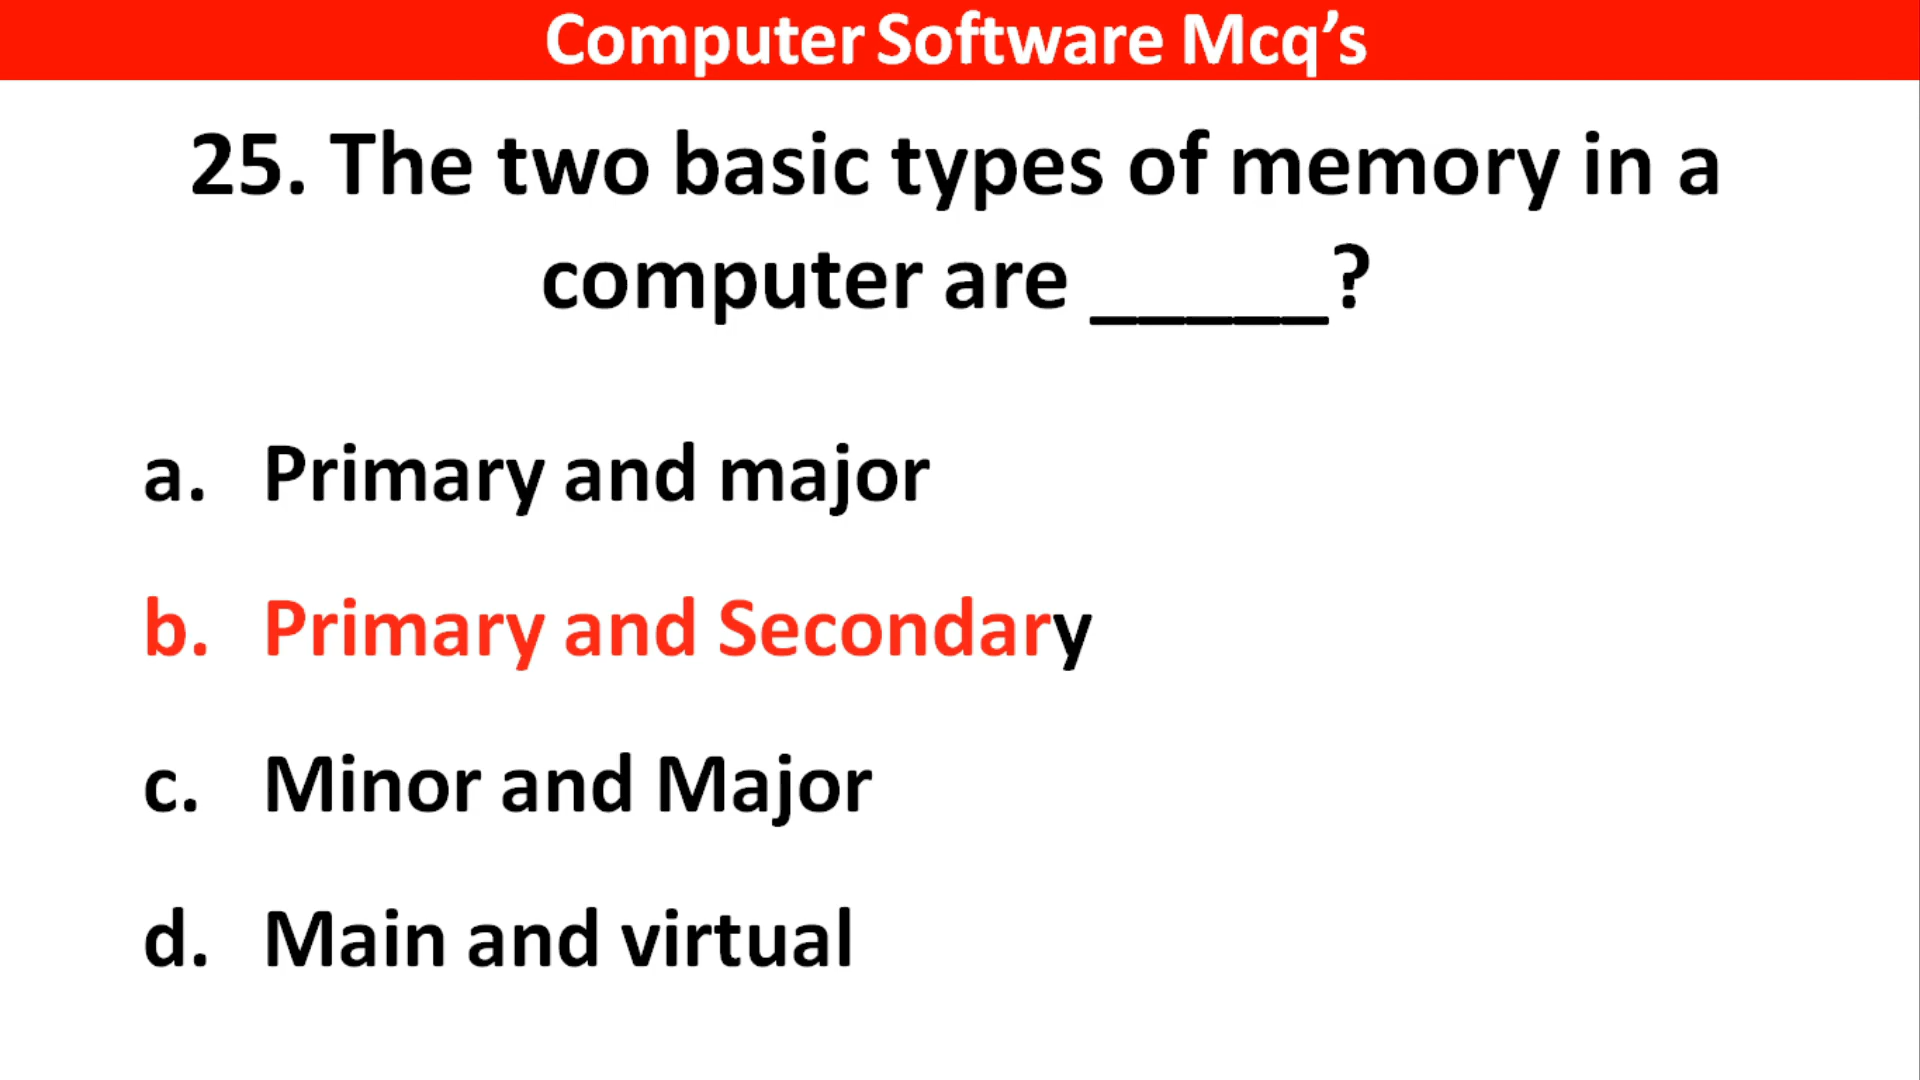 Computer Software Mcq’s
25. The two basic types of memory in a
computer are _____?
a. Primary and major
b. Primary and Secondary
c. Minor and Major
d. Main and virtual